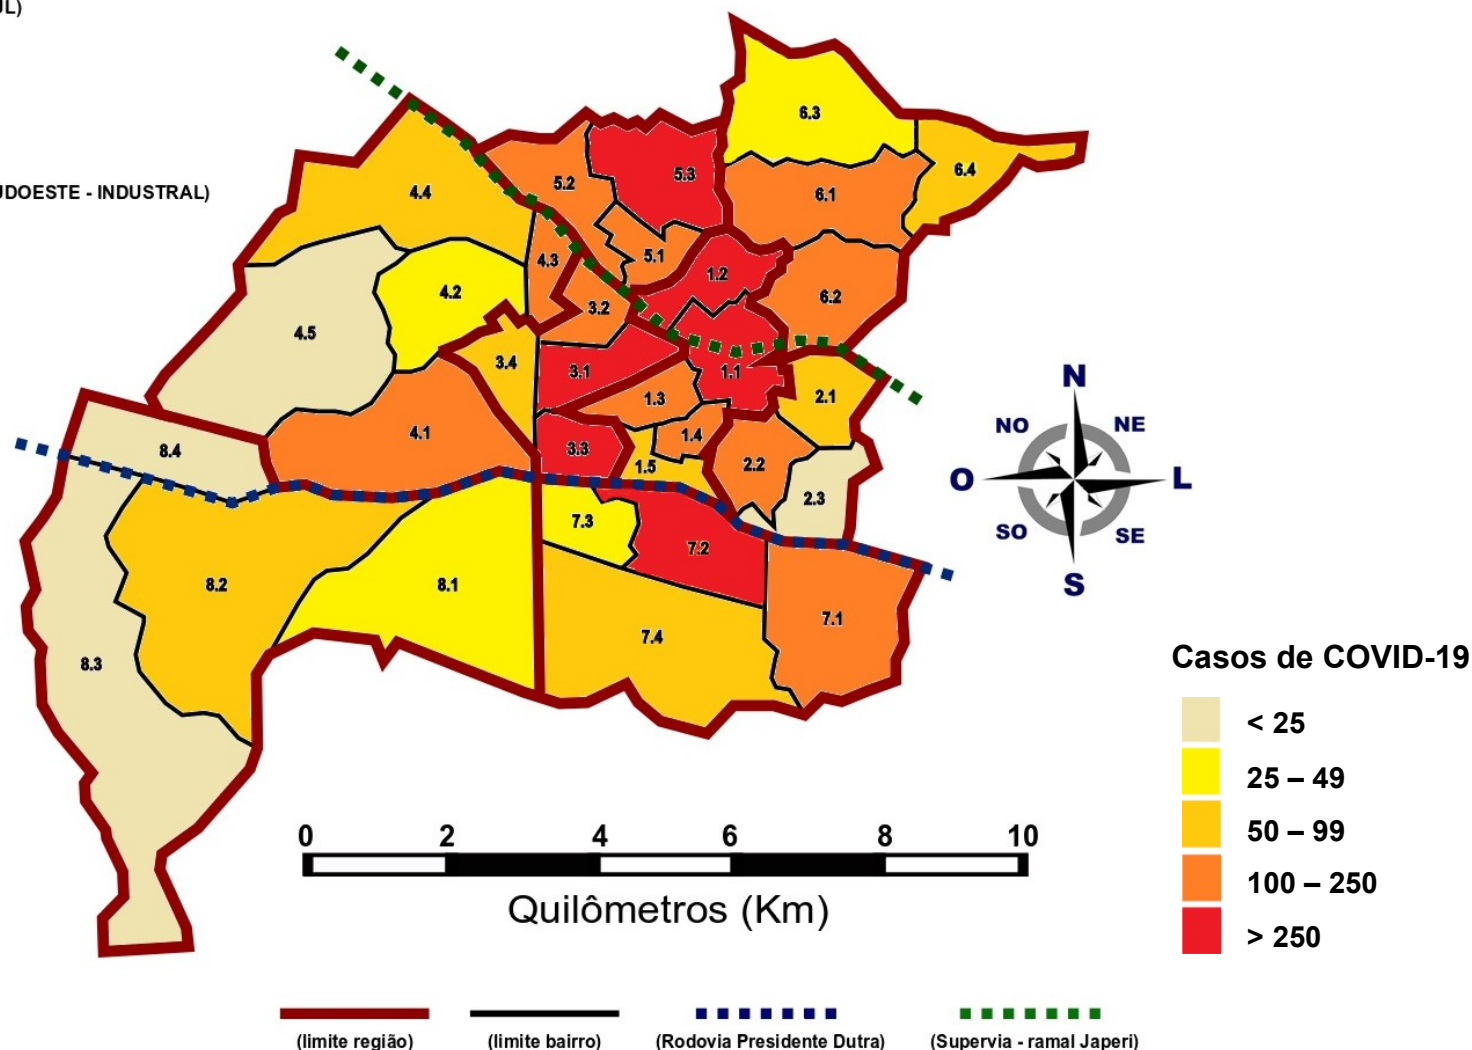 UL)
UDOESTE - INDUSTRAL)
6.3
6.4
5.3
5.2
4.4
6.1
5.1
4.3
1.2
4.2
6.2
3.2
4.5
3.4
3.1
1.1
1.3
2.1
4.1
1.4
3.3
8.4
1.5
2.2
2.3
7.3
7.2
8.2
8.1
7.1
7.4
8.3
N
NO
NE
O
L
SO
SE
S
Casos de COVID-19
< 25
25 – 49
50 – 99
100 – 250
> 250
0 2 4 6 8 10
Quilômetros (Km)
(limite região) (limite bairro) (Rodovia Presidente Dutra) (Supervia - ramal Japeri)